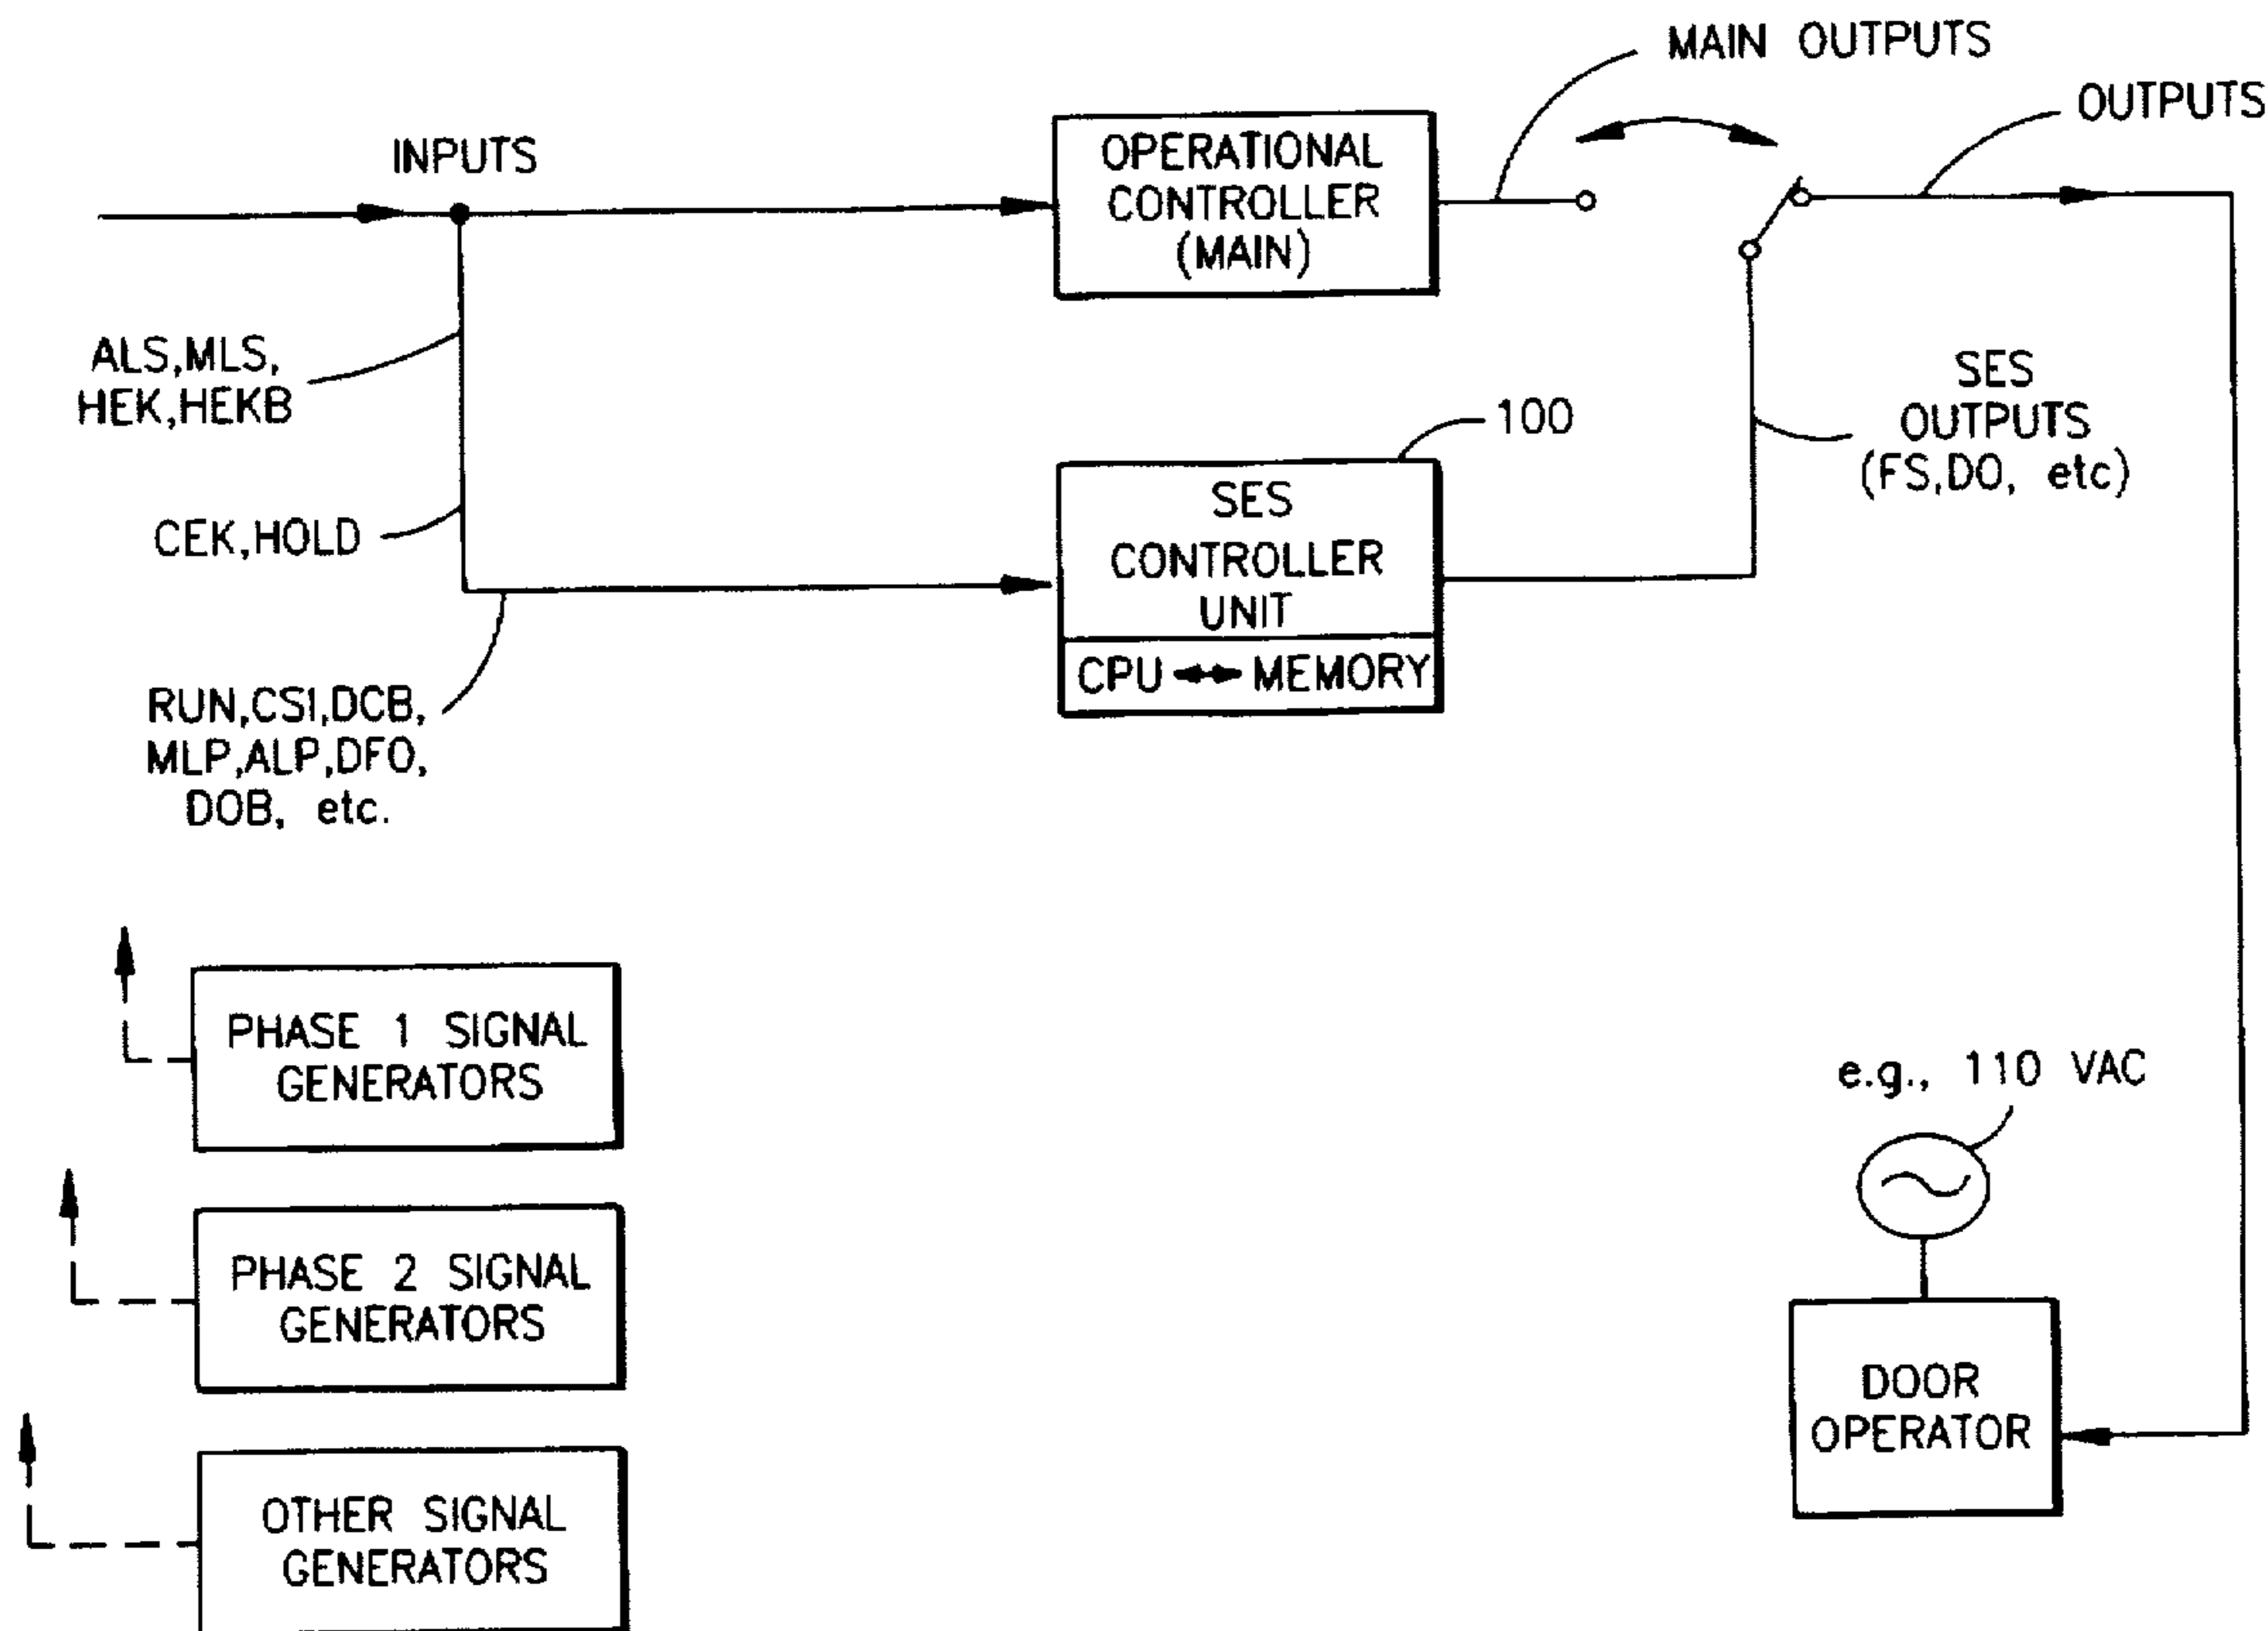 MAIN OUTPUTS
OUTPUTS
INPUTS
OPERATIONAL
CONTROLLER
(MAIN)
ALS,MLS,
HEK,HEKB
SES
OUTPUTS
(FS,DO, etc)
100
CEK,HOLD
SES
CONTROLLER
UNIT
CPU ↔ MEMORY
RUN,CSI,DCB,
MLP,ALP,DFO,
DOB, etc.
PHASE 1 SIGNAL
GENERATORS
e.g., 110 VAC
PHASE 2 SIGNAL
GENERATORS
DOOR
OPERATOR
OTHER SIGNAL
GENERATORS